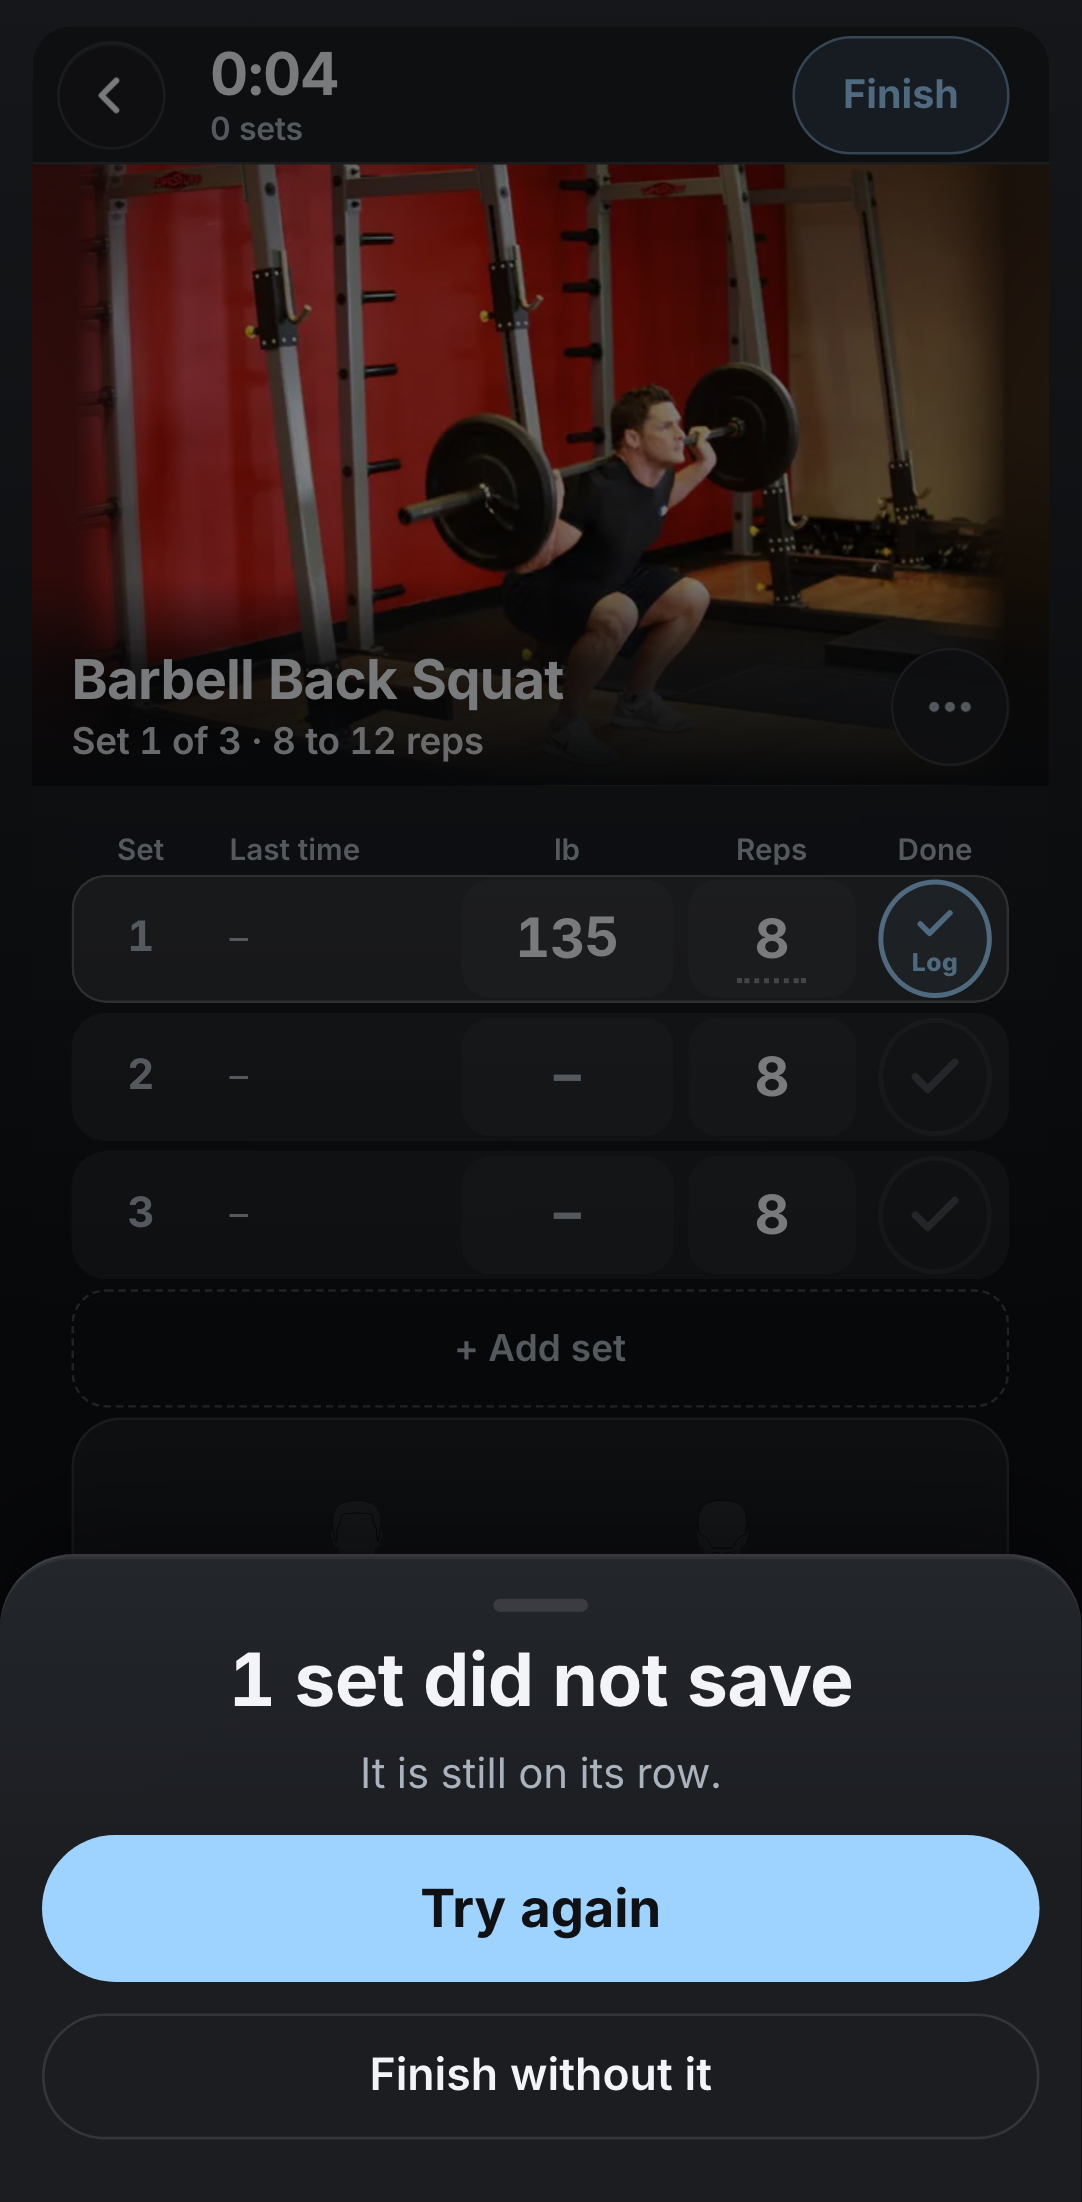 0:04
0 sets
Finish
Barbell Back Squat
Set 1 of 3 · 8 to 12 reps
Set Last time lb Reps Done
1 – 135 8 Log
2 – – 8
3 – – 8
+ Add set
1 set did not save
It is still on its row.
Try again
Finish without it